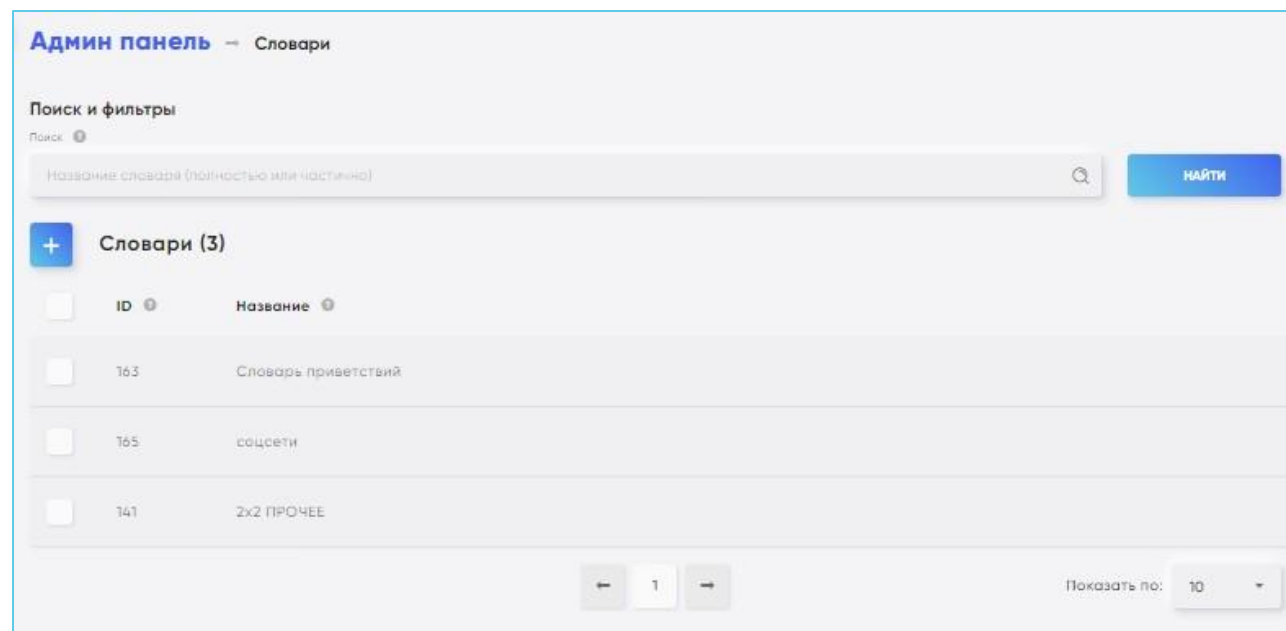 Админ панель → Словари
Поиск и фильтры
Поиск
Название словаря (полностью или частично)
НАЙТИ
+ Словари (3)
ID Название
163 Словарь приветствий
165 соцсети
141 2х2 ПРОЧЕЕ
← 1 → Показать по: 10